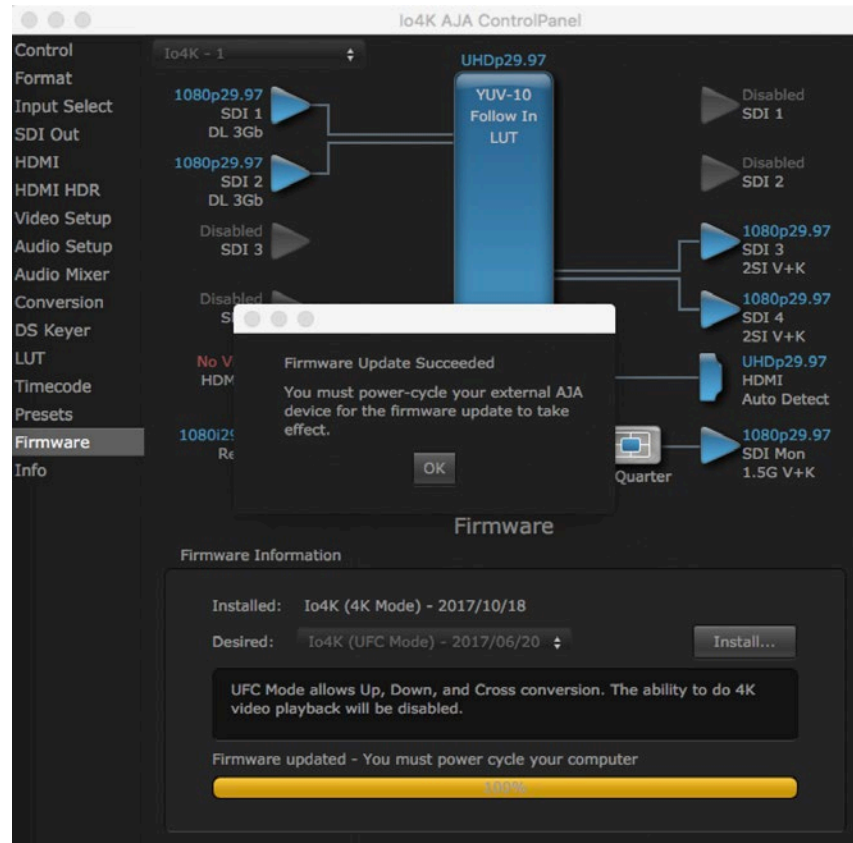 Io4K AJA ControlPanel
Control
Format
Input Select
SDI Out
HDMI
HDMI HDR
Video Setup
Audio Setup
Audio Mixer
Conversion
DS Keyer
LUT
Timecode
Presets
Firmware
Info
Io4K - 1
1080p29.97
SDI 1
DL 3Gb
1080p29.97
SDI 2
DL 3Gb
Disabled
SDI 3
Disabled
No V
HDM
1080i29
Re
UHDp29.97
YUV-10
Follow In
LUT
Disabled
SDI 1
Disabled
SDI 2
1080p29.97
SDI 3
2SI V+K
1080p29.97
SDI 4
2SI V+K
UHDp29.97
HDMI
Auto Detect
Quarter
1080p29.97
SDI Mon
1.5G V+K
Firmware Update Succeeded
You must power-cycle your external AJA
device for the firmware update to take
effect.
OK
Firmware
Firmware Information
Installed: Io4K (4K Mode) - 2017/10/18
Desired: Io4K (UFC Mode) - 2017/06/20 Install...
UFC Mode allows Up, Down, and Cross conversion. The ability to do 4K
video playback will be disabled.
Firmware updated - You must power cycle your computer
100%